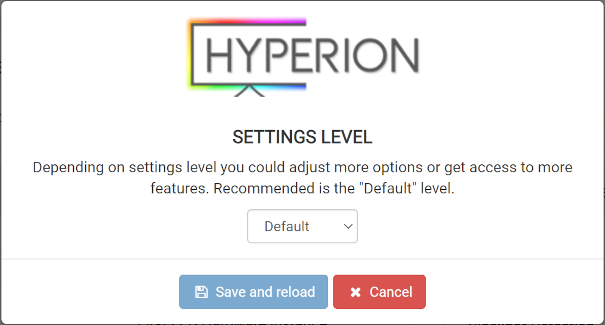 HYPERION
SETTINGS LEVEL
Depending on settings level you could adjust more options or get access to more
features. Recommended is the "Default" level.
Default
Save and reload
Cancel